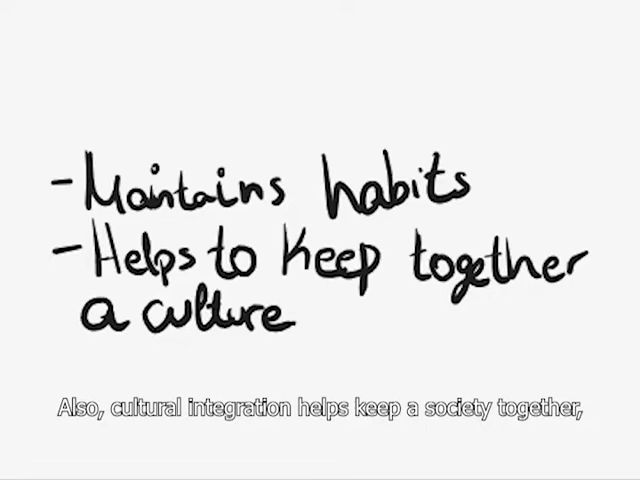 - Maintains habits
- Helps to keep together
a culture
Also, cultural integration helps keep a society together,